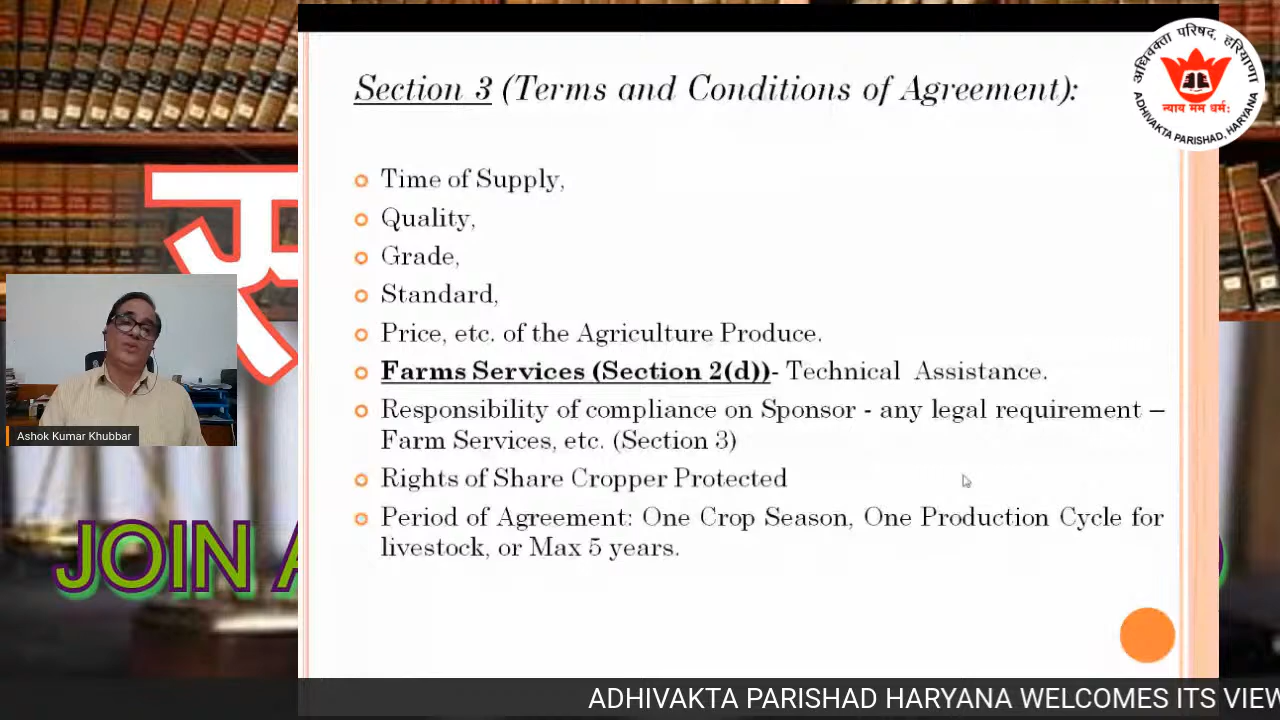 Section 3 (Terms and Conditions of Agreement):
अधिवक्ता परिषद, हरियाणा
न्याय मम धर्मः
ADHIVAKTA PARISHAD, HARYANA
Time of Supply,
Quality,
Grade,
Standard,
Price, etc. of the Agriculture Produce.
Farms Services (Section 2(d))- Technical Assistance.
Responsibility of compliance on Sponsor - any legal requirement –
Farm Services, etc. (Section 3)
Rights of Share Cropper Protected
Period of Agreement: One Crop Season, One Production Cycle for
livestock, or Max 5 years.
Ashok Kumar Khubbar
JOIN
ADHIVAKTA PARISHAD HARYANA WELCOMES ITS VIEW